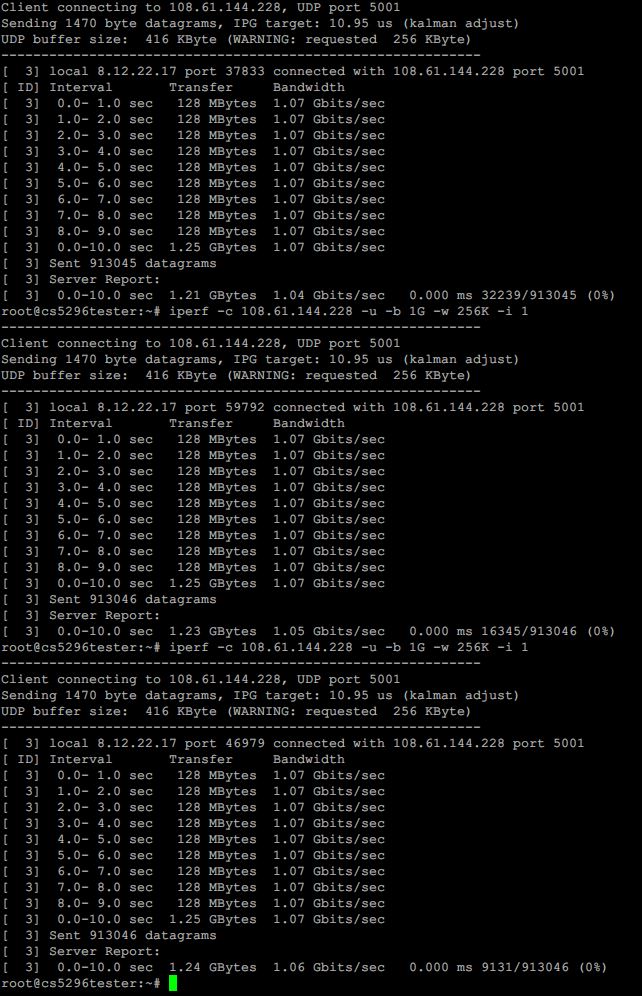 Client connecting to 108.61.144.228, UDP port 5001
Sending 1470 byte datagrams, IPG target: 10.95 us (kalman adjust)
UDP buffer size:  416 KByte (WARNING: requested  256 KByte)
------------------------------------------------------------
[  3] local 8.12.22.17 port 37833 connected with 108.61.144.228 port 5001
[ ID] Interval       Transfer     Bandwidth
[  3]  0.0- 1.0 sec   128 MBytes  1.07 Gbits/sec
[  3]  1.0- 2.0 sec   128 MBytes  1.07 Gbits/sec
[  3]  2.0- 3.0 sec   128 MBytes  1.07 Gbits/sec
[  3]  3.0- 4.0 sec   128 MBytes  1.07 Gbits/sec
[  3]  4.0- 5.0 sec   128 MBytes  1.07 Gbits/sec
[  3]  5.0- 6.0 sec   128 MBytes  1.07 Gbits/sec
[  3]  6.0- 7.0 sec   128 MBytes  1.07 Gbits/sec
[  3]  7.0- 8.0 sec   128 MBytes  1.07 Gbits/sec
[  3]  8.0- 9.0 sec   128 MBytes  1.07 Gbits/sec
[  3]  0.0-10.0 sec  1.25 GBytes  1.07 Gbits/sec
[  3] Sent 913045 datagrams
[  3] Server Report:
[  3]  0.0-10.0 sec  1.21 GBytes  1.04 Gbits/sec   0.000 ms 32239/913045 (0%)
root@cs5296tester:~# iperf -c 108.61.144.228 -u -b 1G -w 256K -i 1
------------------------------------------------------------
Client connecting to 108.61.144.228, UDP port 5001
Sending 1470 byte datagrams, IPG target: 10.95 us (kalman adjust)
UDP buffer size:  416 KByte (WARNING: requested  256 KByte)
------------------------------------------------------------
[  3] local 8.12.22.17 port 59792 connected with 108.61.144.228 port 5001
[ ID] Interval       Transfer     Bandwidth
[  3]  0.0- 1.0 sec   128 MBytes  1.07 Gbits/sec
[  3]  1.0- 2.0 sec   128 MBytes  1.07 Gbits/sec
[  3]  2.0- 3.0 sec   128 MBytes  1.07 Gbits/sec
[  3]  3.0- 4.0 sec   128 MBytes  1.07 Gbits/sec
[  3]  4.0- 5.0 sec   128 MBytes  1.07 Gbits/sec
[  3]  5.0- 6.0 sec   128 MBytes  1.07 Gbits/sec
[  3]  6.0- 7.0 sec   128 MBytes  1.07 Gbits/sec
[  3]  7.0- 8.0 sec   128 MBytes  1.07 Gbits/sec
[  3]  8.0- 9.0 sec   128 MBytes  1.07 Gbits/sec
[  3]  0.0-10.0 sec  1.25 GBytes  1.07 Gbits/sec
[  3] Sent 913046 datagrams
[  3] Server Report:
[  3]  0.0-10.0 sec  1.23 GBytes  1.05 Gbits/sec   0.000 ms 16345/913046 (0%)
root@cs5296tester:~# iperf -c 108.61.144.228 -u -b 1G -w 256K -i 1
------------------------------------------------------------
Client connecting to 108.61.144.228, UDP port 5001
Sending 1470 byte datagrams, IPG target: 10.95 us (kalman adjust)
UDP buffer size:  416 KByte (WARNING: requested  256 KByte)
------------------------------------------------------------
[  3] local 8.12.22.17 port 46979 connected with 108.61.144.228 port 5001
[ ID] Interval       Transfer     Bandwidth
[  3]  0.0- 1.0 sec   128 MBytes  1.07 Gbits/sec
[  3]  1.0- 2.0 sec   128 MBytes  1.07 Gbits/sec
[  3]  2.0- 3.0 sec   128 MBytes  1.07 Gbits/sec
[  3]  3.0- 4.0 sec   128 MBytes  1.07 Gbits/sec
[  3]  4.0- 5.0 sec   128 MBytes  1.07 Gbits/sec
[  3]  5.0- 6.0 sec   128 MBytes  1.07 Gbits/sec
[  3]  6.0- 7.0 sec   128 MBytes  1.07 Gbits/sec
[  3]  7.0- 8.0 sec   128 MBytes  1.07 Gbits/sec
[  3]  8.0- 9.0 sec   128 MBytes  1.07 Gbits/sec
[  3]  0.0-10.0 sec  1.25 GBytes  1.07 Gbits/sec
[  3] Sent 913046 datagrams
[  3] Server Report:
[  3]  0.0-10.0 sec  1.24 GBytes  1.06 Gbits/sec   0.000 ms 9131/913046 (0%)
root@cs5296tester:~#